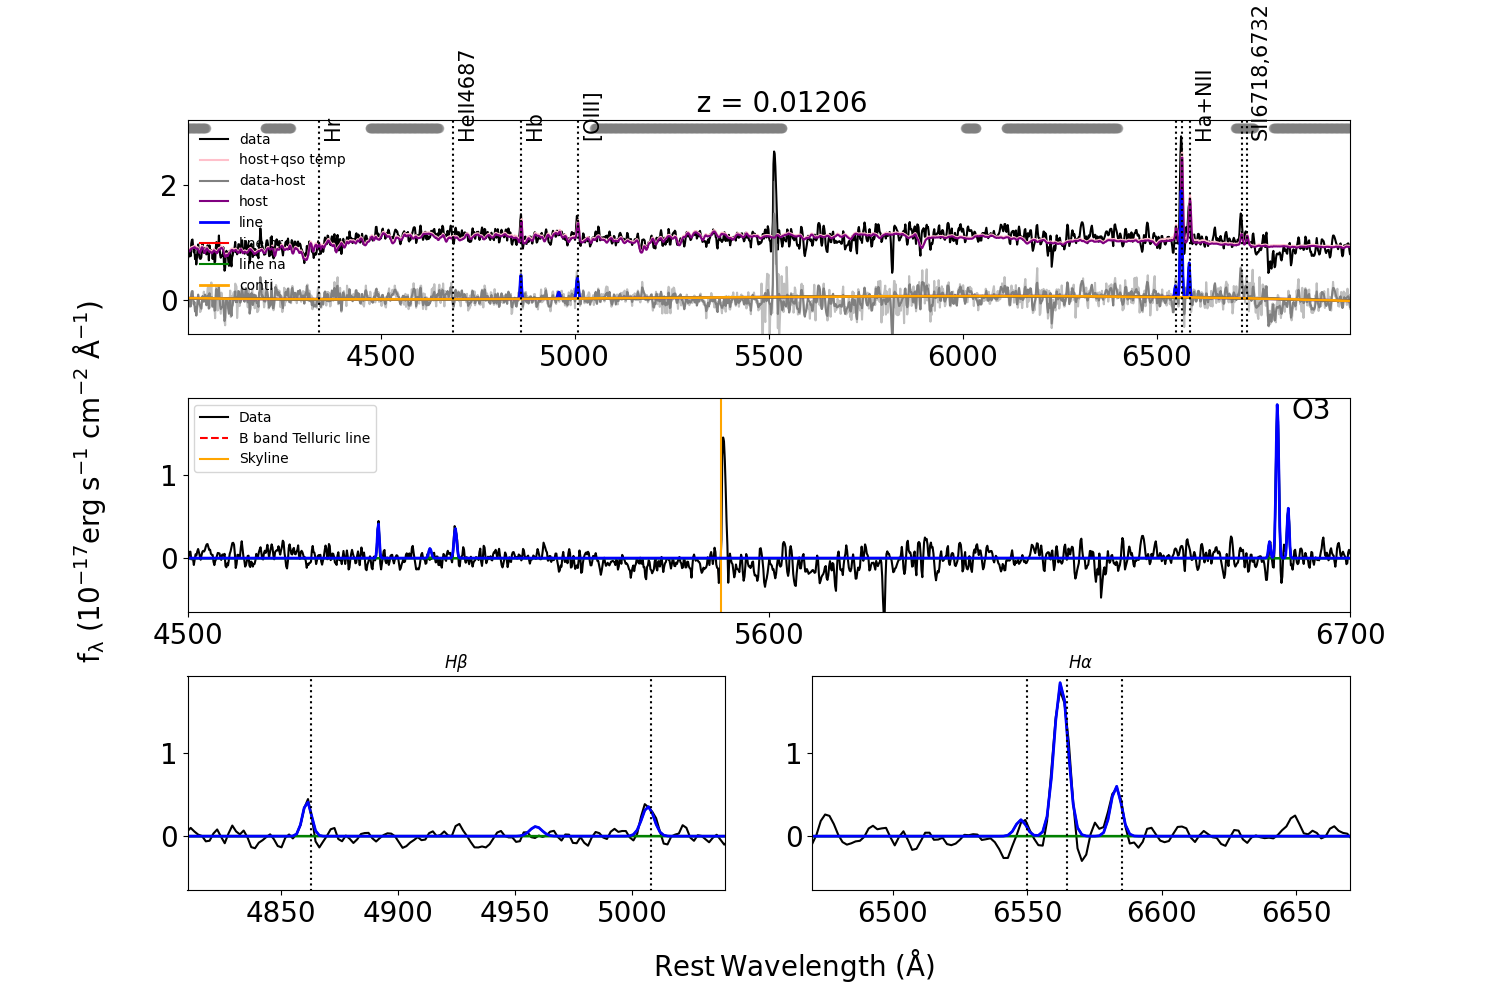 z = 0.01206
Hr
HeII4687
Hb
[OIII]
Ha+NII
SII6718,6732
data
host+qso temp
data-host
host
line
line
line na
conti
2
0
4500
5000
5500
6000
6500
fλ (10−17erg s−1 cm−2 Å−1)
Data
B band Telluric line
Skyline
O3
1
0
4500
5600
6700
Hβ
1
0
4850
4900
4950
5000
Hα
1
0
6500
6550
6600
6650
Rest Wavelength (Å)